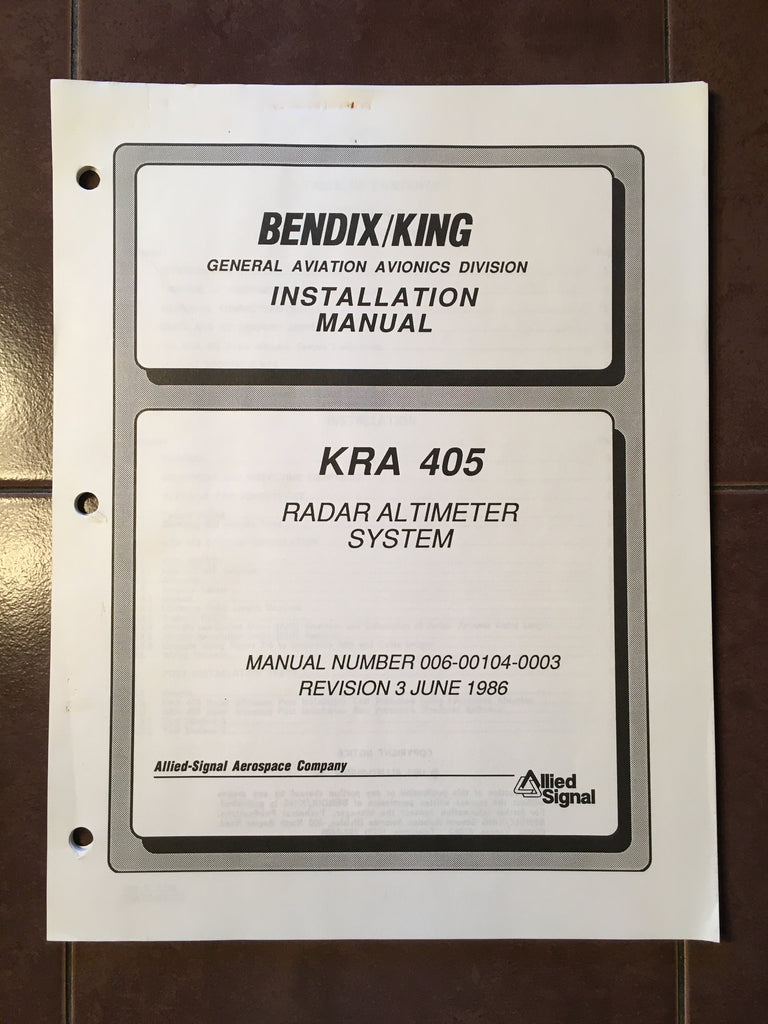 BENDIX/KING
GENERAL AVIATION AVIONICS DIVISION
INSTALLATION
MANUAL
KRA 405
RADAR ALTIMETER
SYSTEM
MANUAL NUMBER 006-00104-0003
REVISION 3 JUNE 1986
Allied-Signal Aerospace Company
Allied
Signal